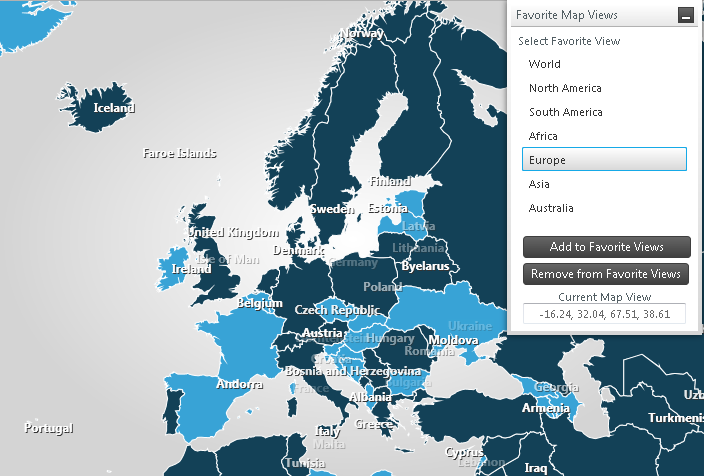 Favorite Map Views
Select Favorite View
World
North America
South America
Africa
Europe
Asia
Australia
Add to Favorite Views
Remove from Favorite Views
Current Map View
-16.24, 32.04, 67.51, 38.61
Norway
Iceland
Faroe Islands
Finland
Sweden
Estonia
Latvia
United Kingdom
Denmark
Lithuania
Isle of Man
Germany
Ireland
Byelarus
Poland
Belgium
Czech Republic
Ukraine
Austria
Hungary
Moldova
Romania
Bosnia and Herzegovina
Andorra
France
Bulgaria
Georgia
Albania
Uzb
Armenia
Portugal
Greece
Turkmenis
Italy
Malta
Cyprus
Tunisia
Lebanon
Iraq